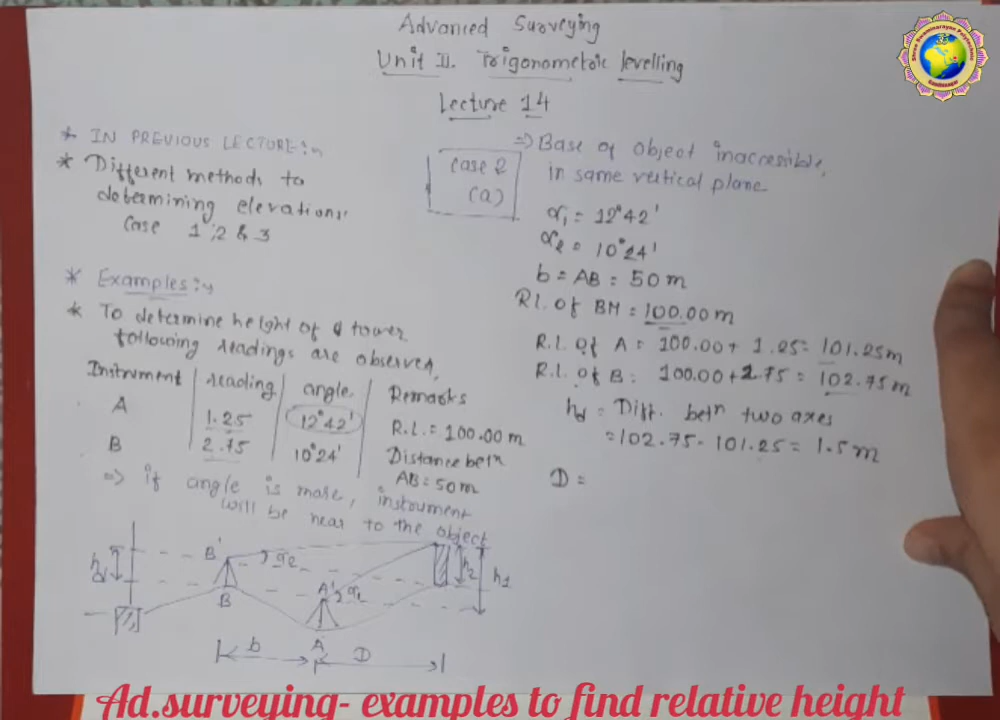 Advanced Surveying
Unit II. Trigonometric levelling
Lecture 14
* IN PREVIOUS LECTURE:-
* Different methods to
determining elevations'
Case 1, 2 & 3
* Examples:-
* To determine height of a tower
following readings are observed,
Instrument | reading | angle | Remarks
A 1.25 12°42' R.L. = 100.00 m
B 2.75 10°24' Distance betn
AB = 50m
=> if angle is more, instrument
will be near to the object
hd B' α2 h2 h1
B A' α1
b A D
case 2
(a)
=> Base of object inaccessible,
in same vertical plane
α1 = 12°42'
α2 = 10°24'
b = AB = 50 m
R.L. of BM = 100.00 m
R.L. of A = 100.00 + 1.25 = 101.25m
R.L. of B = 100.00 + 2.75 = 102.75 m
hd = Diff. betn two axes
= 102.75 - 101.25 = 1.5 m
D =
Ad.surveying- examples to find relative height